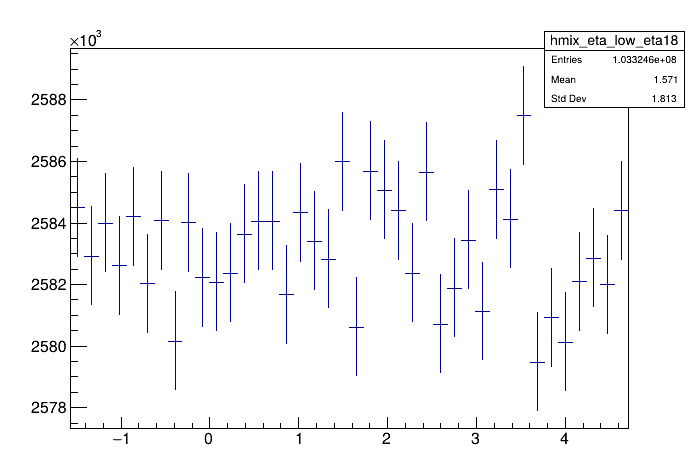 ×10³
hmix_eta_low_eta18
Entries 1.033246e+08
Mean 1.571
Std Dev 1.813
2588
2586
2584
2582
2580
2578
−1 0 1 2 3 4